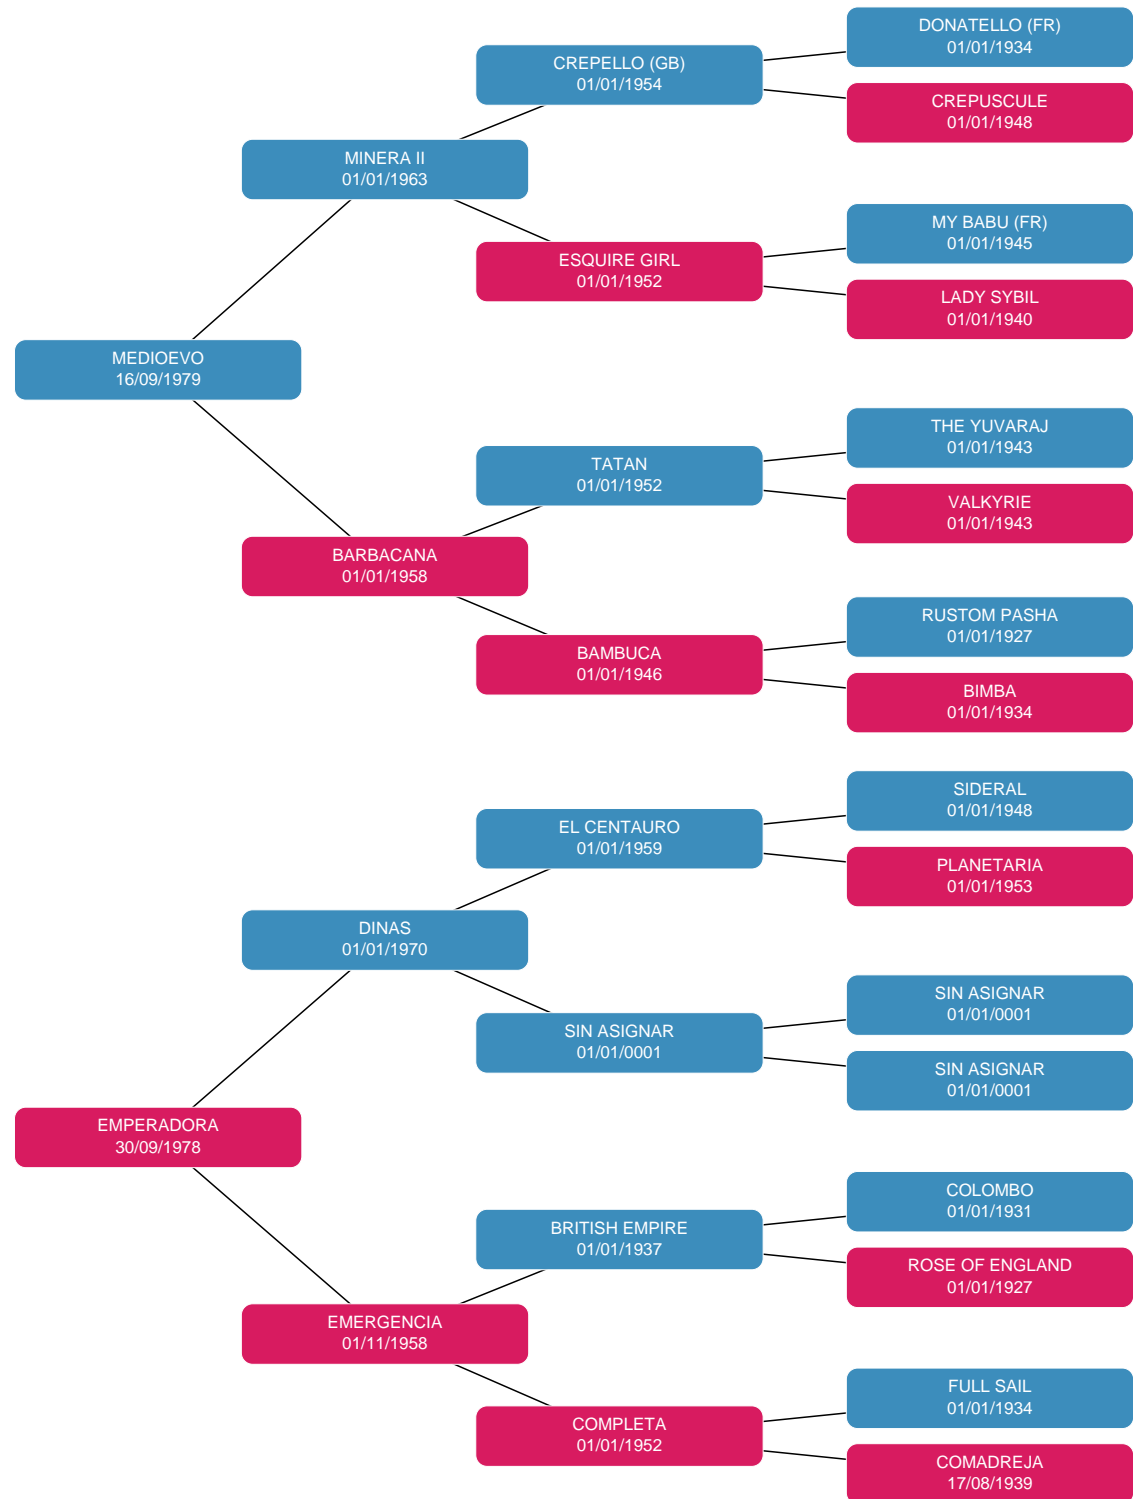 DONATELLO (FR)
01/01/1934
CREPELLO (GB)
01/01/1954
CREPUSCULE
01/01/1948
MINERA II
01/01/1963
MY BABU (FR)
01/01/1945
ESQUIRE GIRL
01/01/1952
LADY SYBIL
01/01/1940
MEDIOEVO
16/09/1979
THE YUVARAJ
01/01/1943
TATAN
01/01/1952
VALKYRIE
01/01/1943
BARBACANA
01/01/1958
RUSTOM PASHA
01/01/1927
BAMBUCA
01/01/1946
BIMBA
01/01/1934
SIDERAL
01/01/1948
EL CENTAURO
01/01/1959
PLANETARIA
01/01/1953
DINAS
01/01/1970
SIN ASIGNAR
01/01/0001
SIN ASIGNAR
01/01/0001
SIN ASIGNAR
01/01/0001
EMPERADORA
30/09/1978
COLOMBO
01/01/1931
BRITISH EMPIRE
01/01/1937
ROSE OF ENGLAND
01/01/1927
EMERGENCIA
01/11/1958
FULL SAIL
01/01/1934
COMPLETA
01/01/1952
COMADREJA
17/08/1939